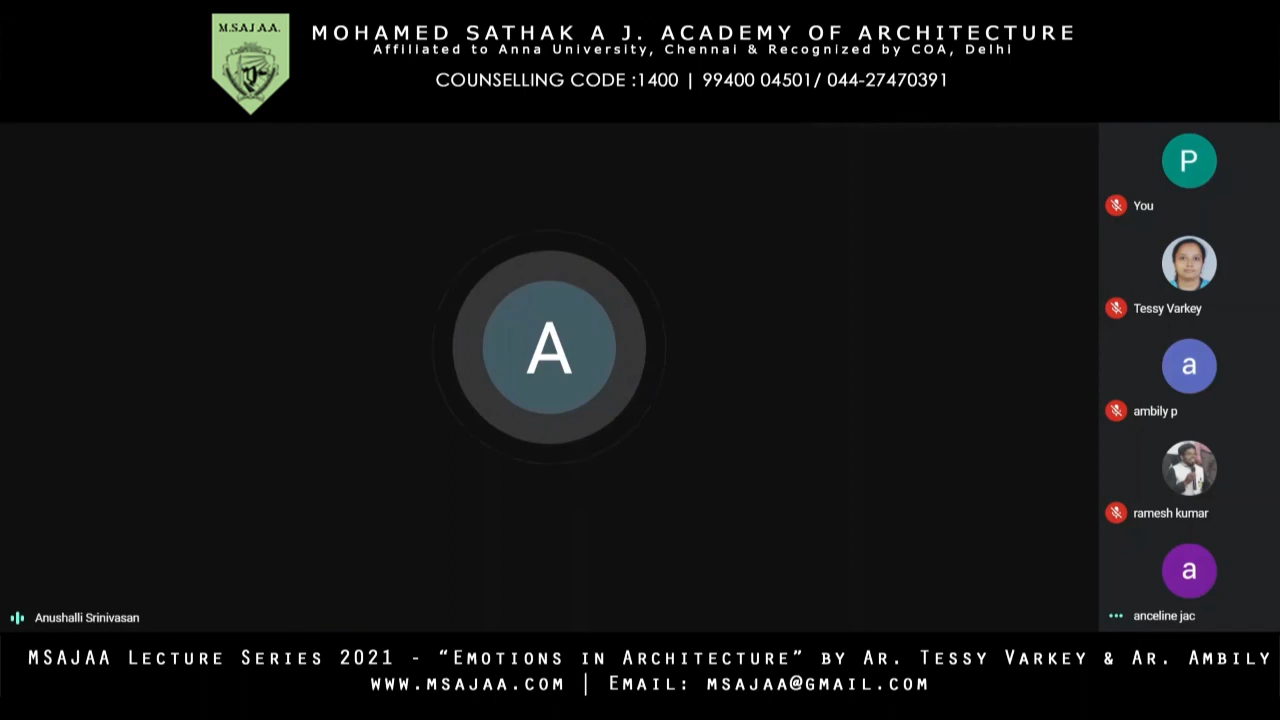 M.S.A.J.A.A.
MOHAMED SATHAK A J. ACADEMY OF ARCHITECTURE
Affiliated to Anna University, Chennai & Recognized by COA, Delhi
COUNSELLING CODE :1400 | 99400 04501/ 044-27470391
P
You
Tessy Varkey
a
ambily p
ramesh kumar
a
anceline jac
A
Anushalli Srinivasan
MSAJAA Lecture Series 2021 - “Emotions in Architecture” by Ar. Tessy Varkey & Ar. Ambily
www.msajaa.com | Email: msajaa@gmail.com